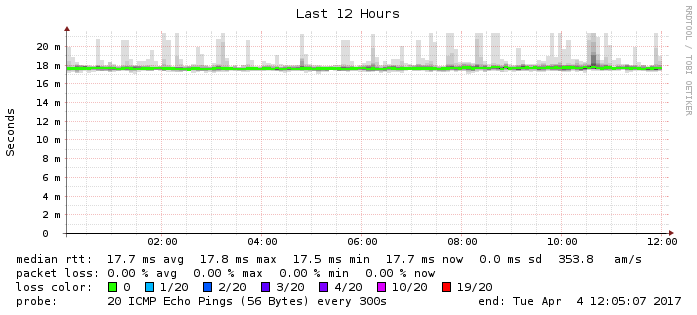 Last 12 Hours
RRDTOOL / TOBI OETIKER
Seconds
20 m
18 m
16 m
14 m
12 m
10 m
8 m
6 m
4 m
2 m
0
02:00 04:00 06:00 08:00 10:00 12:00
median rtt: 17.7 ms avg 17.8 ms max 17.5 ms min 17.7 ms now 0.0 ms sd 353.8 am/s
packet loss: 0.00 % avg 0.00 % max 0.00 % min 0.00 % now
loss color: 0 1/20 2/20 3/20 4/20 10/20 19/20
probe: 20 ICMP Echo Pings (56 Bytes) every 300s end: Tue Apr 4 12:05:07 2017